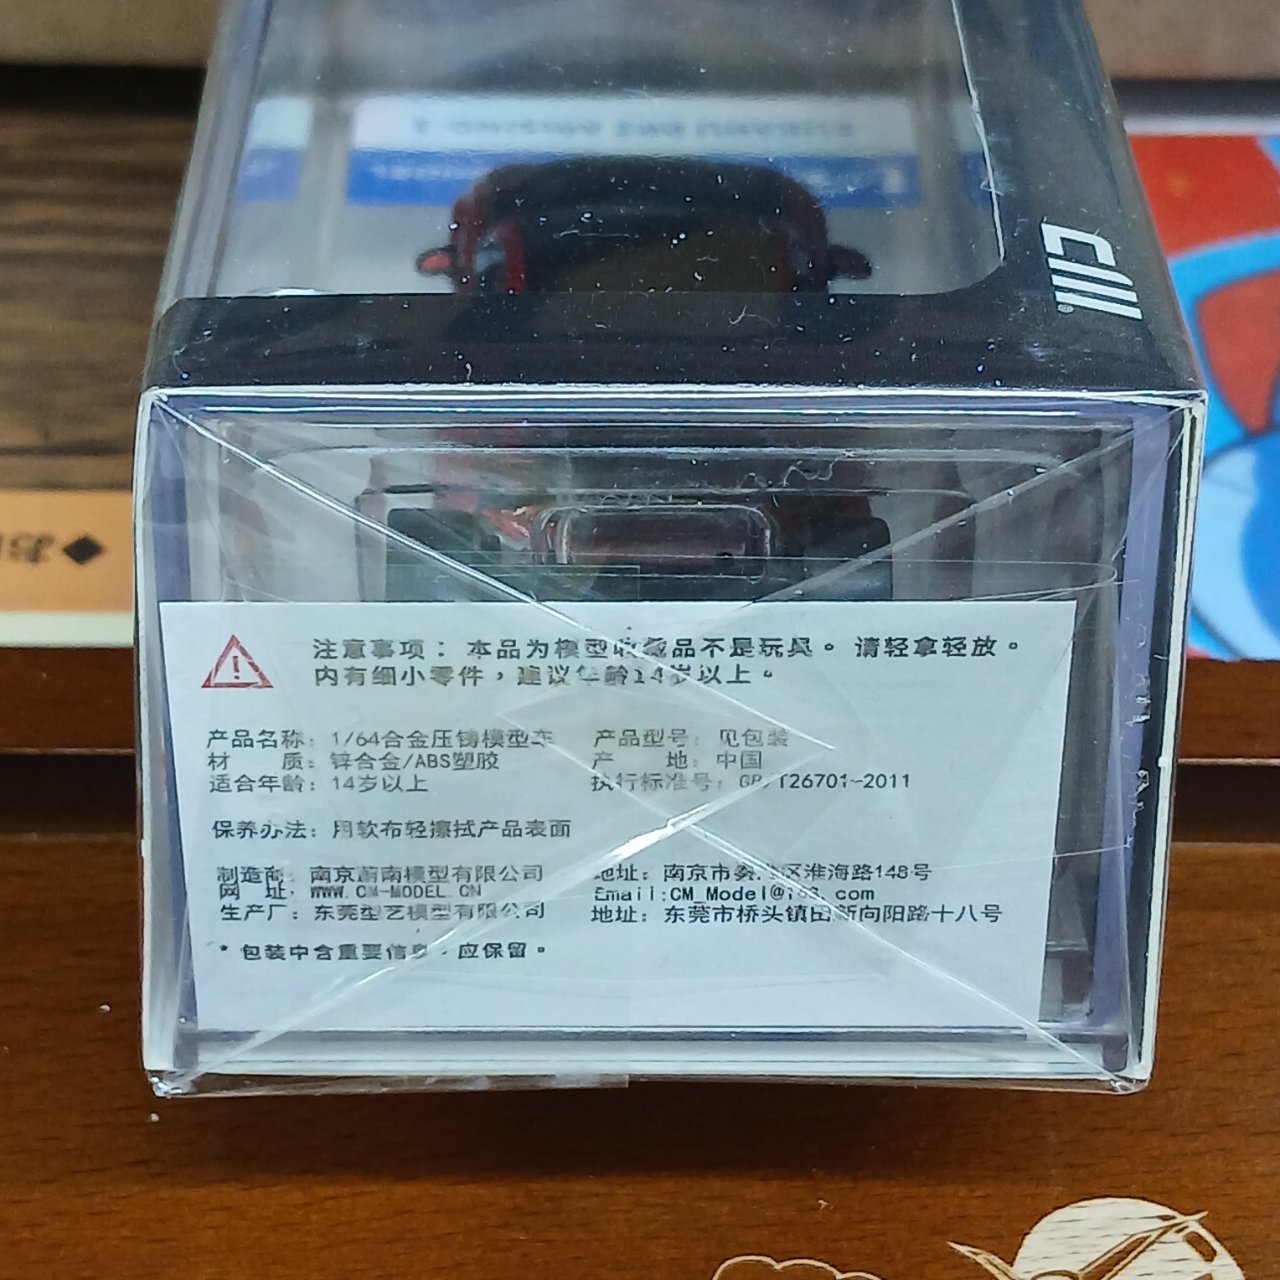 cm
注意事项：本品为模型收藏品不是玩具。请轻拿轻放。
内有细小零件，建议年龄14岁以上。
产品名称：1/64合金压铸模型车 产品型号：见包装
材 质：锌合金/ABS塑胶 产 地：中国
适合年龄：14岁以上 执行标准号：GB/T26701-2011
保养办法：用软布轻擦拭产品表面
制造商：南京南模型有限公司 地址：南京市区淮海路148号
网 址：WWW.CM-MODEL.CN Email:CM_Model@163.com
生产厂：东莞型艺模型有限公司 地址：东莞市桥头镇田新向阳路十八号
* 包装中含重要信息，应保留。